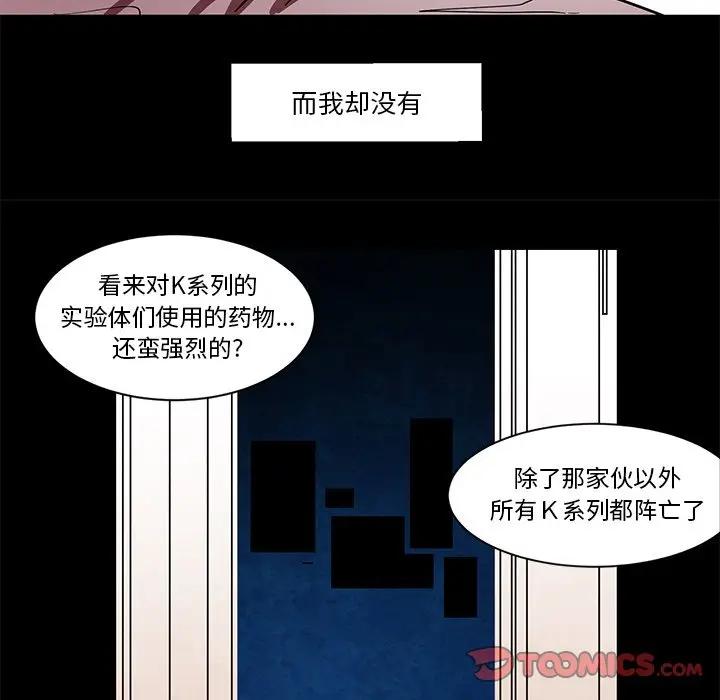 而我却没有
看来对K系列的
实验体们使用的药物...
还蛮强烈的?
除了那家伙以外
所有K系列都阵亡了
TOOMICS.COM